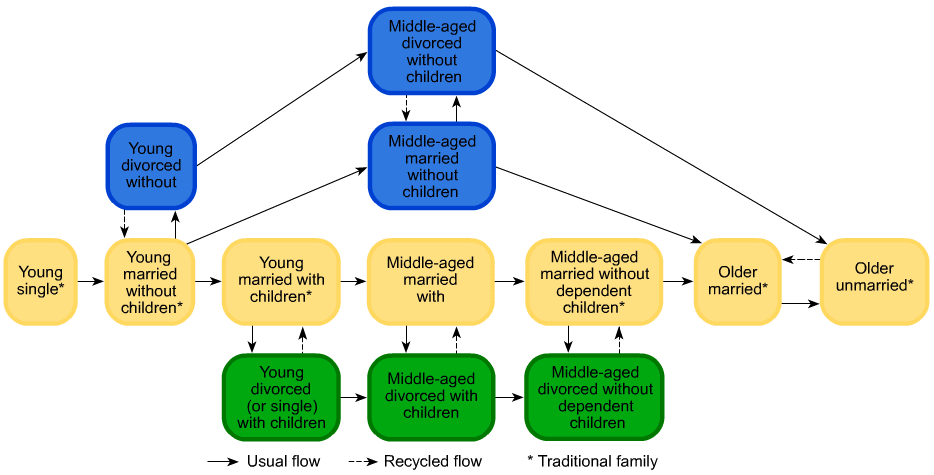 Middle-aged
divorced
without
children
Middle-aged
married
without
children
Young
divorced
without
Young
single*
Young
married
without
children*
Young
married with
children*
Middle-aged
married
with
Middle-aged
married without
dependent
children*
Older
married*
Older
unmarried*
Young
divorced
(or single)
with children
Middle-aged
divorced with
children
Middle-aged
divorced without
dependent
children
Usual flow
Recycled flow
* Traditional family